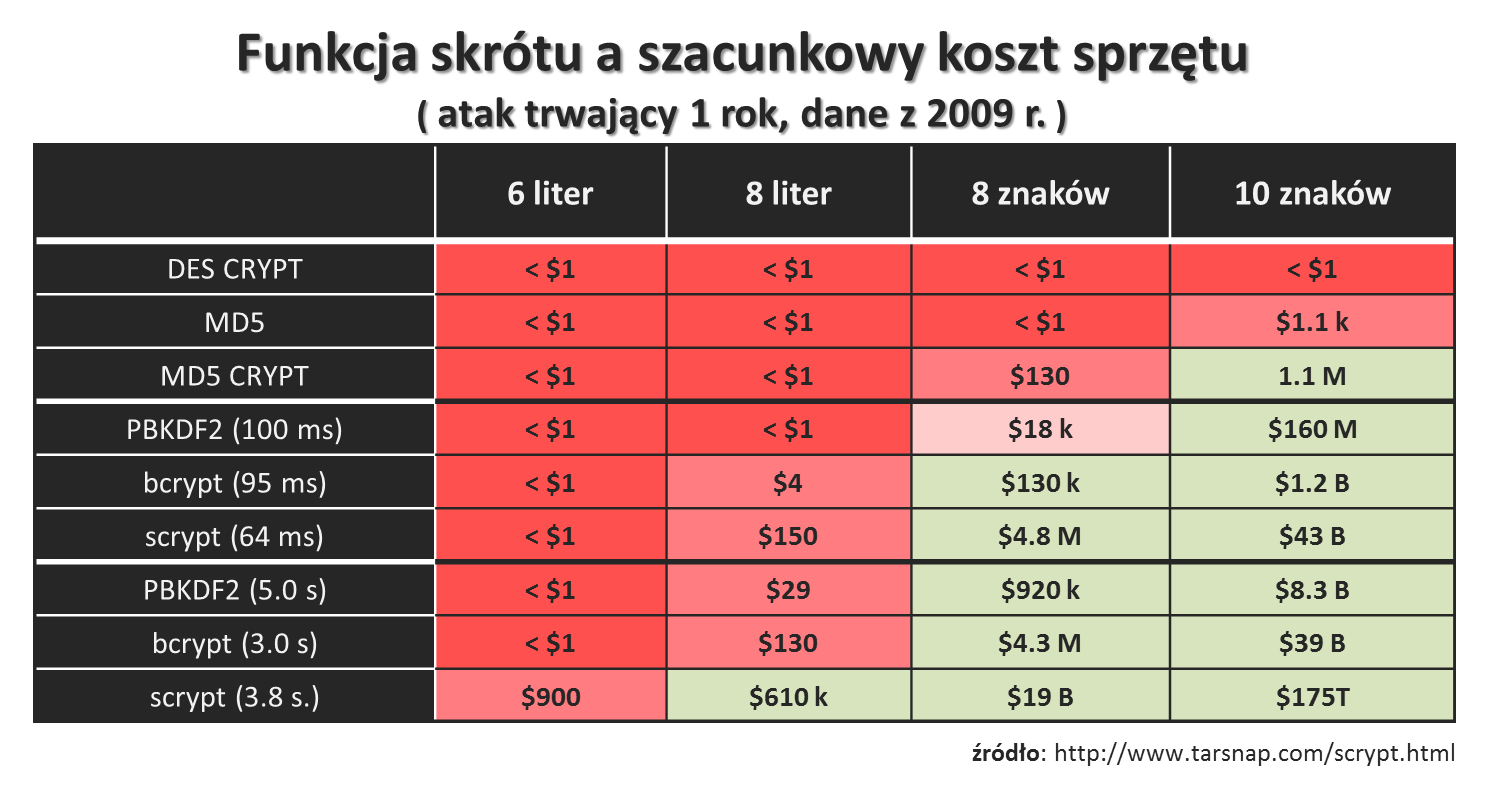 Funkcja skrótu a szacunkowy koszt sprzętu
( atak trwający 1 rok, dane z 2009 r. )
6 liter 8 liter 8 znaków 10 znaków
DES CRYPT < $1 < $1 < $1 < $1
MD5 < $1 < $1 < $1 $1.1 k
MD5 CRYPT < $1 < $1 $130 1.1 M
PBKDF2 (100 ms) < $1 < $1 $18 k $160 M
bcrypt (95 ms) < $1 $4 $130 k $1.2 B
scrypt (64 ms) < $1 $150 $4.8 M $43 B
PBKDF2 (5.0 s) < $1 $29 $920 k $8.3 B
bcrypt (3.0 s) < $1 $130 $4.3 M $39 B
scrypt (3.8 s.) $900 $610 k $19 B $175T
źródło: http://www.tarsnap.com/scrypt.html